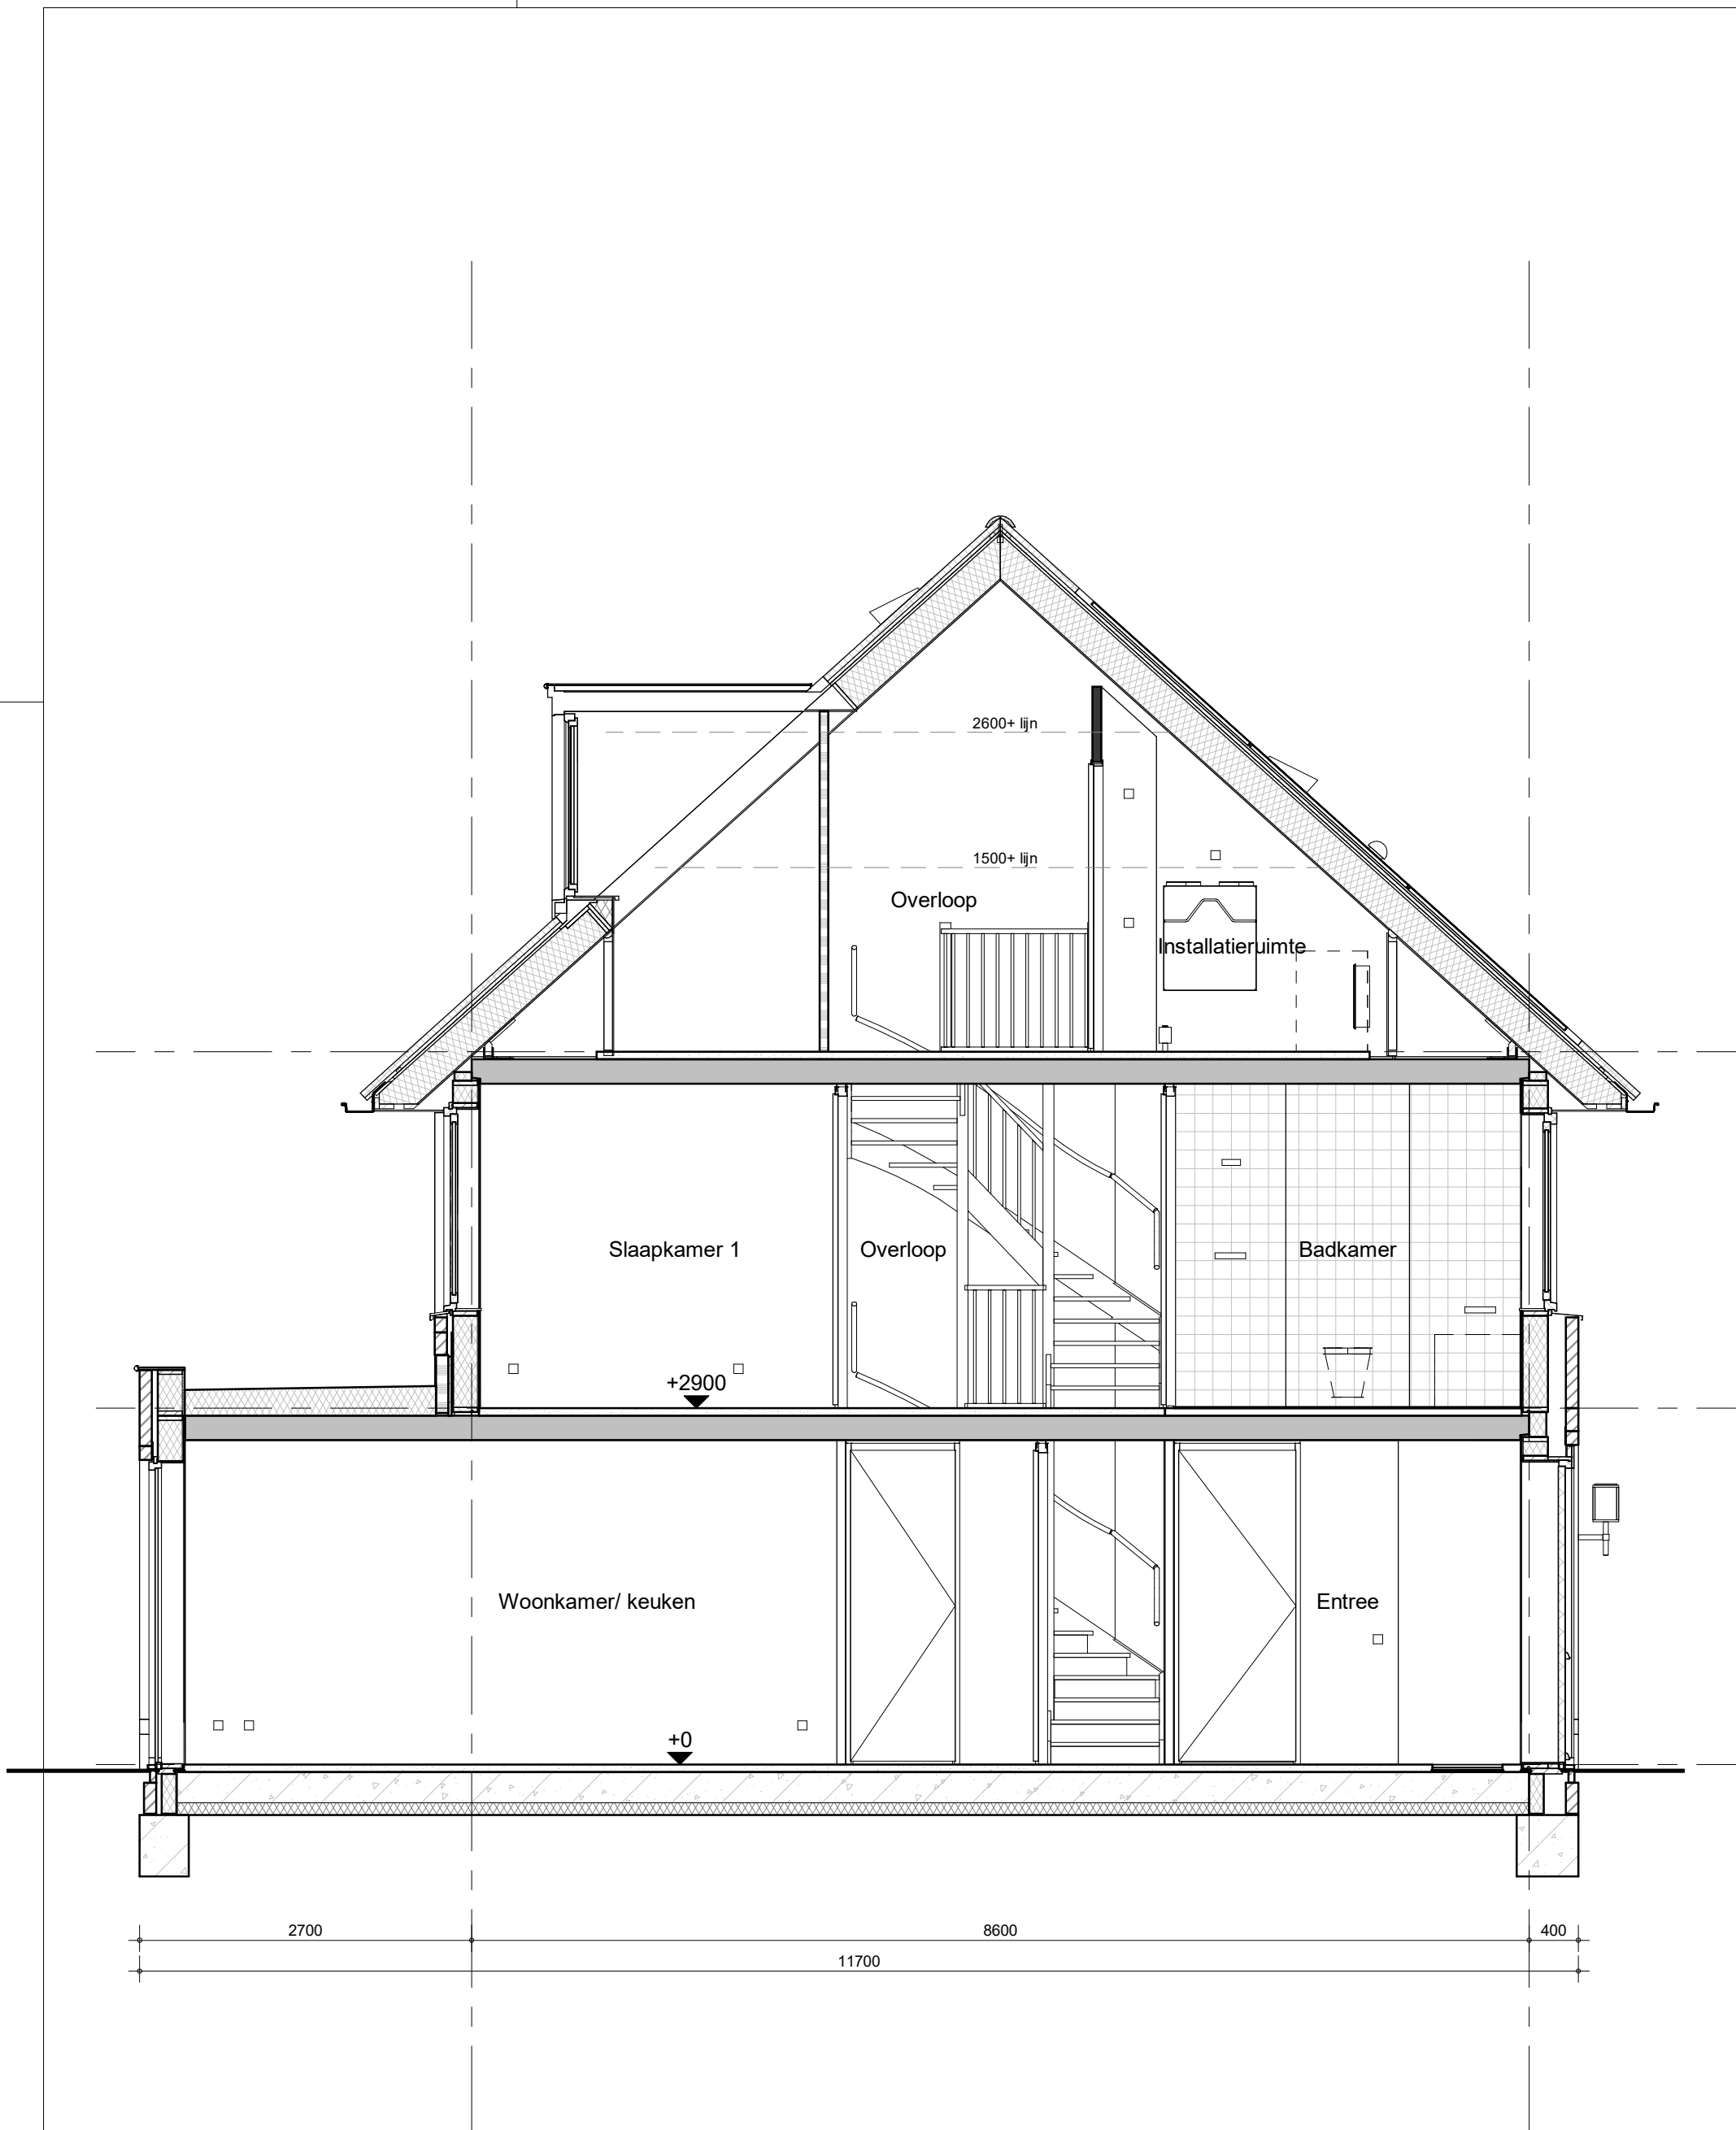 2600+ lijn
1500+ lijn
Overloop
Installatieruimte
Slaapkamer 1
Overloop
Badkamer
+2900
Woonkamer/ keuken
Entree
+0
2700
8600
400
11700